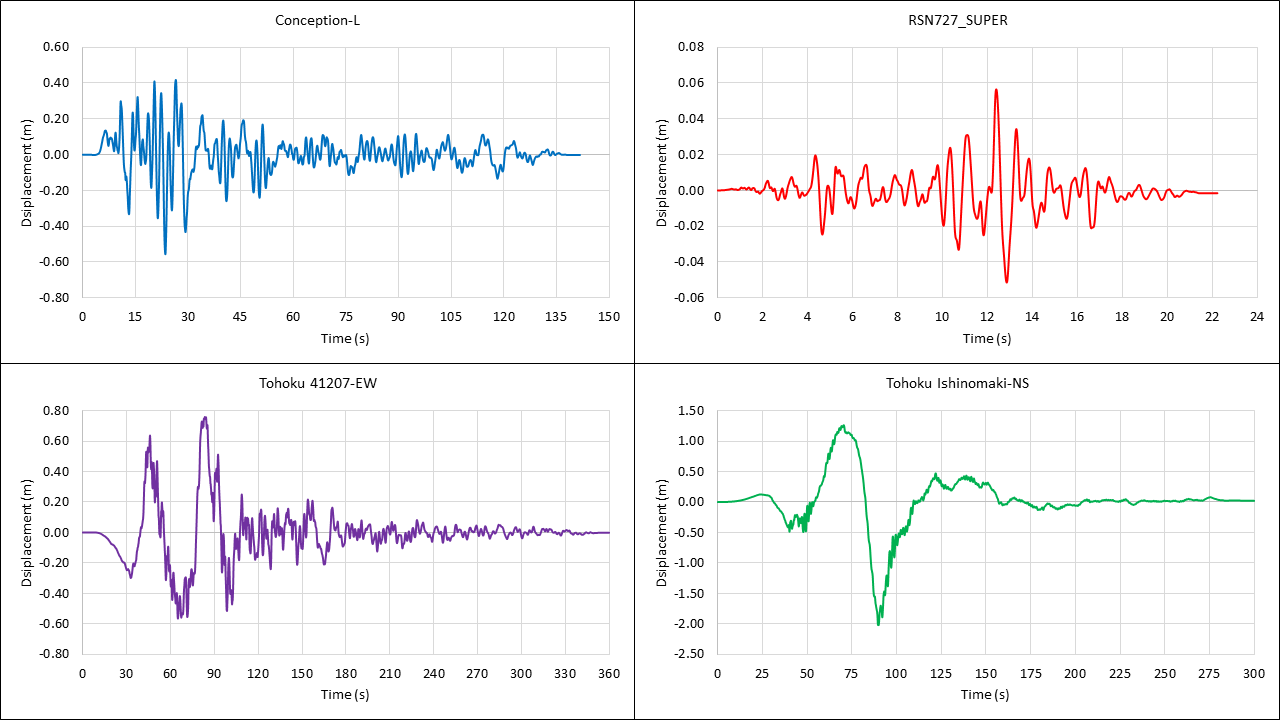 Conception-L
0.60
0.40
0.20
0.00
-0.20
-0.40
-0.60
-0.80
Dsiplacement (m)
0 15 30 45 60 75 90 105 120 135 150
Time (s)
RSN727_SUPER
0.08
0.06
0.04
0.02
0.00
-0.02
-0.04
-0.06
Dsiplacement (m)
0 2 4 6 8 10 12 14 16 18 20 22 24
Time (s)
Tohoku 41207-EW
0.80
0.60
0.40
0.20
0.00
-0.20
-0.40
-0.60
-0.80
Dsiplacement (m)
0 30 60 90 120 150 180 210 240 270 300 330 360
Time (s)
Tohoku Ishinomaki-NS
1.50
1.00
0.50
0.00
-0.50
-1.00
-1.50
-2.00
-2.50
Dsiplacement (m)
0 25 50 75 100 125 150 175 200 225 250 275 300
Time (s)